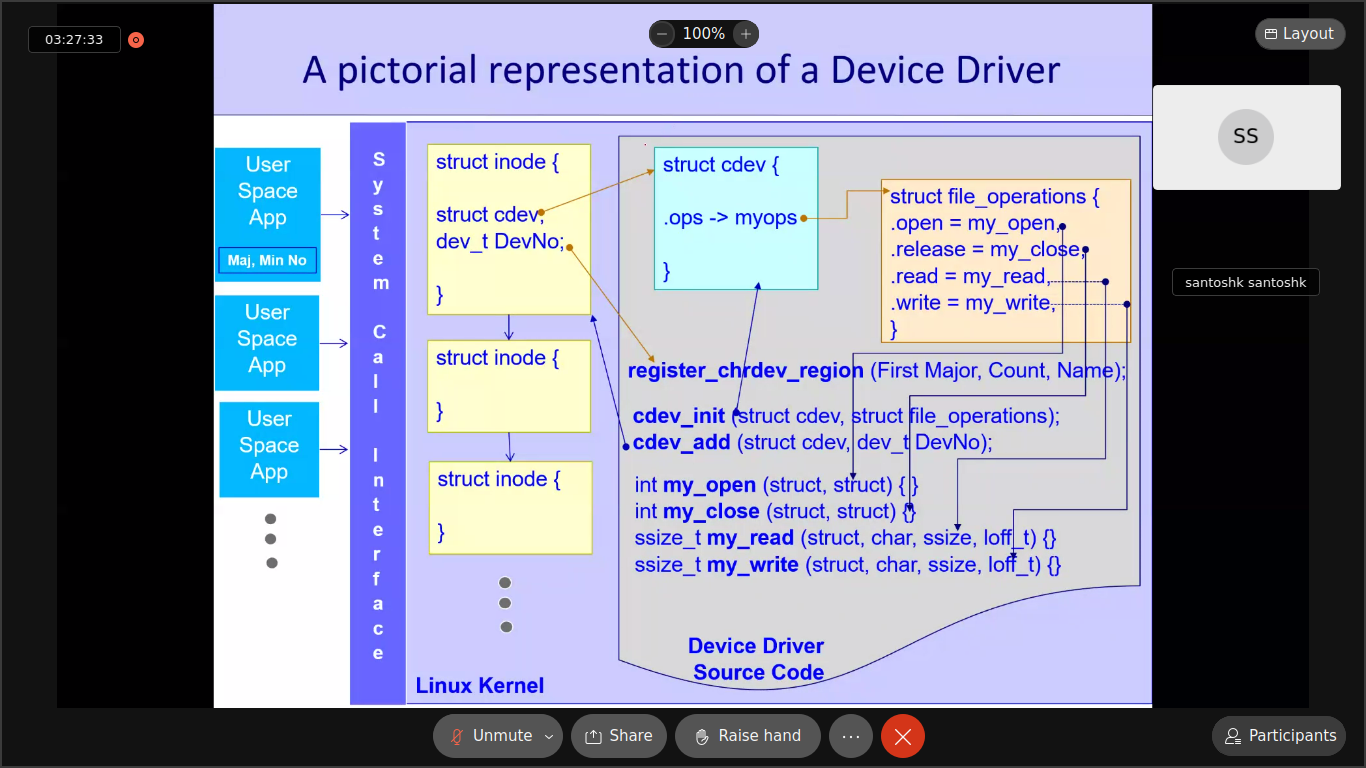 03:27:33
100%
Layout
A pictorial representation of a Device Driver
SS
santoshk santoshk
User
Space
App
Maj, Min No
User
Space
App
User
Space
App
System Call Interface
struct inode {
struct cdev;
dev_t DevNo;
}
struct inode {
}
struct inode {
}
Linux Kernel
struct cdev {
.ops -> myops
}
struct file_operations {
.open = my_open,
.release = my_close,
.read = my_read,
.write = my_write,
}
register_chrdev_region (First Major, Count, Name);
cdev_init (struct cdev, struct file_operations);
cdev_add (struct cdev, dev_t DevNo);
int my_open (struct, struct) { }
int my_close (struct, struct) {}
ssize_t my_read (struct, char, ssize, loff_t) {}
ssize_t my_write (struct, char, ssize, loff_t) {}
Device Driver
Source Code
Unmute
Share
Raise hand
Participants